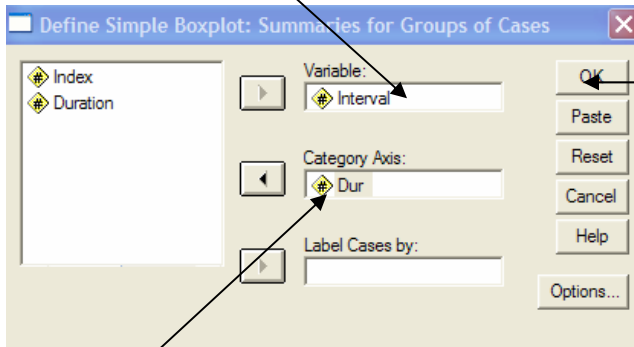 Define Simple Boxplot: Summaries for Groups of Cases
Index
Duration
Variable:
Interval
Category Axis:
Dur
Label Cases by:
OK
Paste
Reset
Cancel
Help
Options...